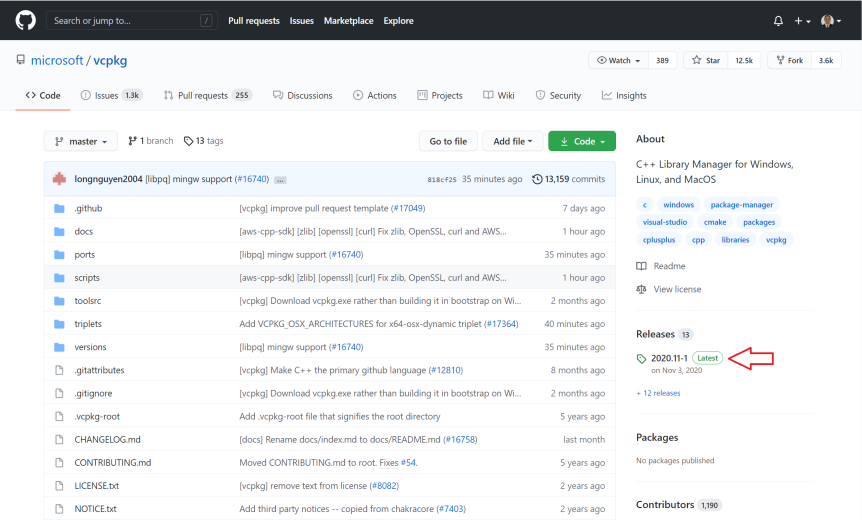 Search or jump to... / Pull requests Issues Marketplace Explore
microsoft / vcpkg Watch 389 Star 12.5k Fork 3.6k
Code Issues 1.3k Pull requests 255 Discussions Actions Projects Wiki Security Insights
master 1 branch 13 tags Go to file Add file Code
longnguyen2004 [libpq] mingw support (#16740) ... 818cf25 35 minutes ago 13,159 commits
.github [vcpkg] improve pull request template (#17049) 7 days ago
docs [aws-cpp-sdk] [zlib] [openssl] [curl] Fix zlib, OpenSSL, curl and AWS... 1 hour ago
ports [libpq] mingw support (#16740) 35 minutes ago
scripts [aws-cpp-sdk] [zlib] [openssl] [curl] Fix zlib, OpenSSL, curl and AWS... 1 hour ago
toolsrc [vcpkg] Download vcpkg.exe rather than building it in bootstrap on Wi... 2 months ago
triplets Add VCPKG_OSX_ARCHITECTURES for x64-osx-dynamic triplet (#17364) 40 minutes ago
versions [libpq] mingw support (#16740) 35 minutes ago
.gitattributes [vcpkg] Make C++ the primary github language (#12810) 8 months ago
.gitignore [vcpkg] Download vcpkg.exe rather than building it in bootstrap on Wi... 2 months ago
.vcpkg-root Add .vcpkg-root file that signifies the root directory 5 years ago
CHANGELOG.md [docs] Rename docs/index.md to docs/README.md (#16758) last month
CONTRIBUTING.md Moved CONTRIBUTING.md to root. Fixes #54. 5 years ago
LICENSE.txt [vcpkg] remove text from license (#8082) 2 years ago
NOTICE.txt Add third party notices -- copied from chakracore (#7403) 2 years ago
About
C++ Library Manager for Windows,
Linux, and MacOS
c windows package-manager
visual-studio cmake packages
cplusplus cpp libraries vcpkg
Readme
View license
Releases 13
2020.11-1 Latest
on Nov 3, 2020
+ 12 releases
Packages
No packages published
Contributors 1,190